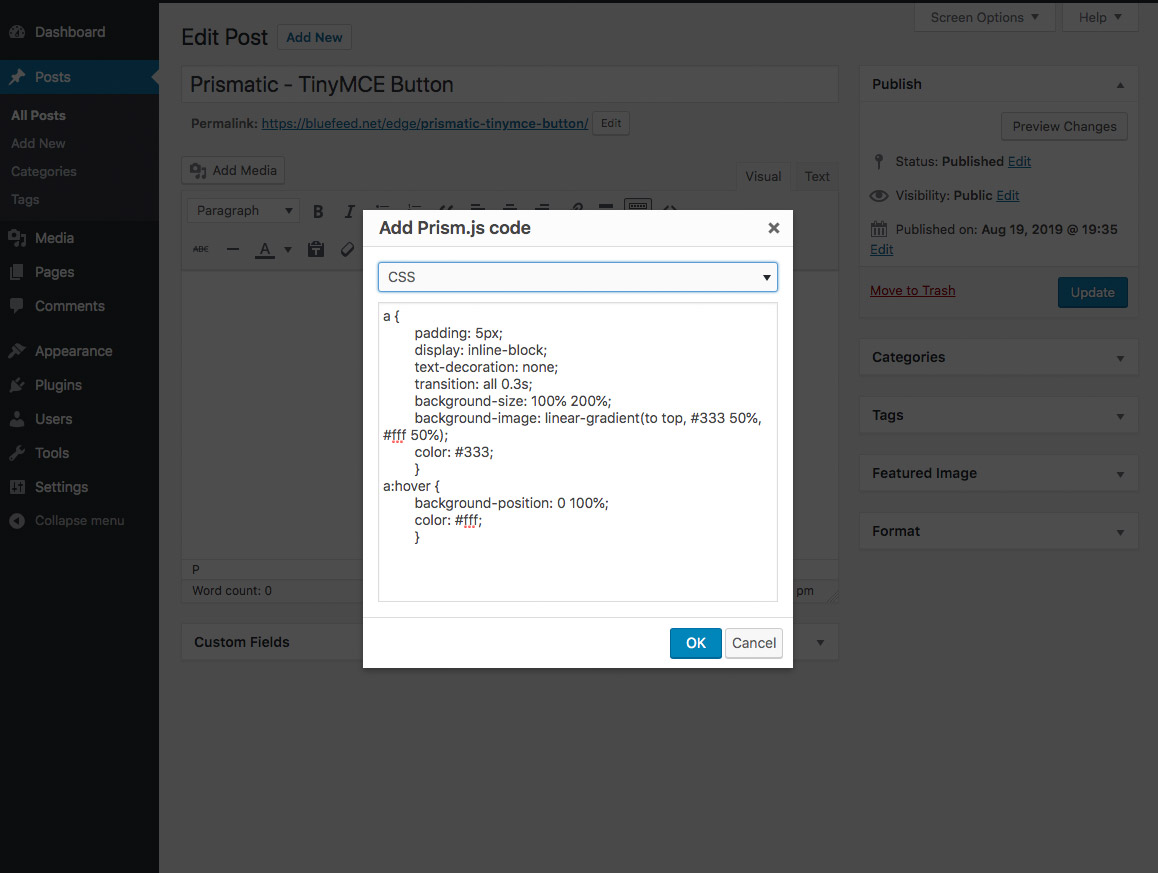 Dashboard
Posts
All Posts
Add New
Categories
Tags
Media
Pages
Comments
Appearance
Plugins
Users
Tools
Settings
Collapse menu
Screen Options
Help
Edit Post
Add New
Prismatic - TinyMCE Button
Permalink: https://bluefeed.net/edge/prismatic-tinymce-button/ Edit
Add Media
Visual
Text
Paragraph
B I
ABC
A
P
Word count: 0
pm
Custom Fields
Add Prism.js code
CSS
a {
padding: 5px;
display: inline-block;
text-decoration: none;
transition: all 0.3s;
background-size: 100% 200%;
background-image: linear-gradient(to top, #333 50%,
#fff 50%);
color: #333;
}
a:hover {
background-position: 0 100%;
color: #fff;
}
OK
Cancel
Publish
Preview Changes
Status: Published Edit
Visibility: Public Edit
Published on: Aug 19, 2019 @ 19:35
Edit
Move to Trash
Update
Categories
Tags
Featured Image
Format